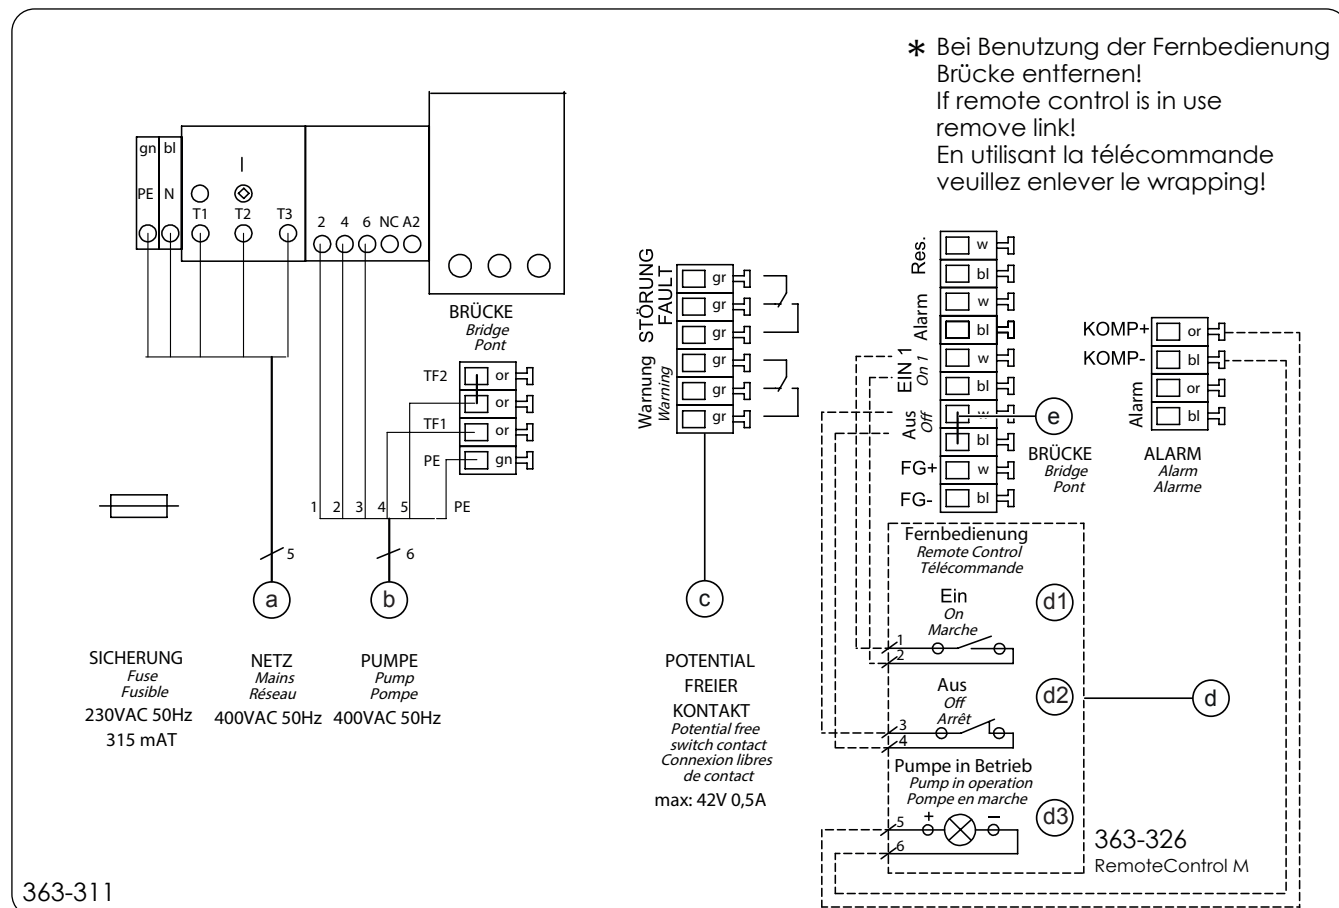 * Bei Benutzung der Fernbedienung
Brücke entfernen!
If remote control is in use
remove link!
En utilisant la télécommande
veuillez enlever le wrapping!
gn bl
PE N
I
T1 T2 T3
2 4 6 NC A2
BRÜCKE
Bridge
Pont
TF2 or
or
TF1 or
PE gn
1 2 3 4 5 PE
5
6
a
b
SICHERUNG
Fuse
Fusible
230VAC 50Hz
315 mAT
NETZ
Mains
Réseau
400VAC 50Hz
PUMPE
Pump
Pompe
400VAC 50Hz
STÖRUNG
FAULT
gr
gr
gr
Warnung
Warning
gr
gr
gr
c
POTENTIAL
FREIER
KONTAKT
Potential free
switch contact
Connexion libres
de contact
max: 42V 0,5A
Res.
w
bl
Alarm
w
bl
EIN 1
On 1
w
bl
Aus
Off
w
bl
FG+ w
FG- bl
e
BRÜCKE
Bridge
Pont
KOMP+ or
KOMP- bl
Alarm
or
bl
ALARM
Alarm
Alarme
Fernbedienung
Remote Control
Télécommande
Ein
On
Marche
d1
1
2
Aus
Off
Arrêt
d2
d
3
4
Pumpe in Betrieb
Pump in operation
Pompe en marche
d3
5 + −
6
363-326
RemoteControl M
363-311